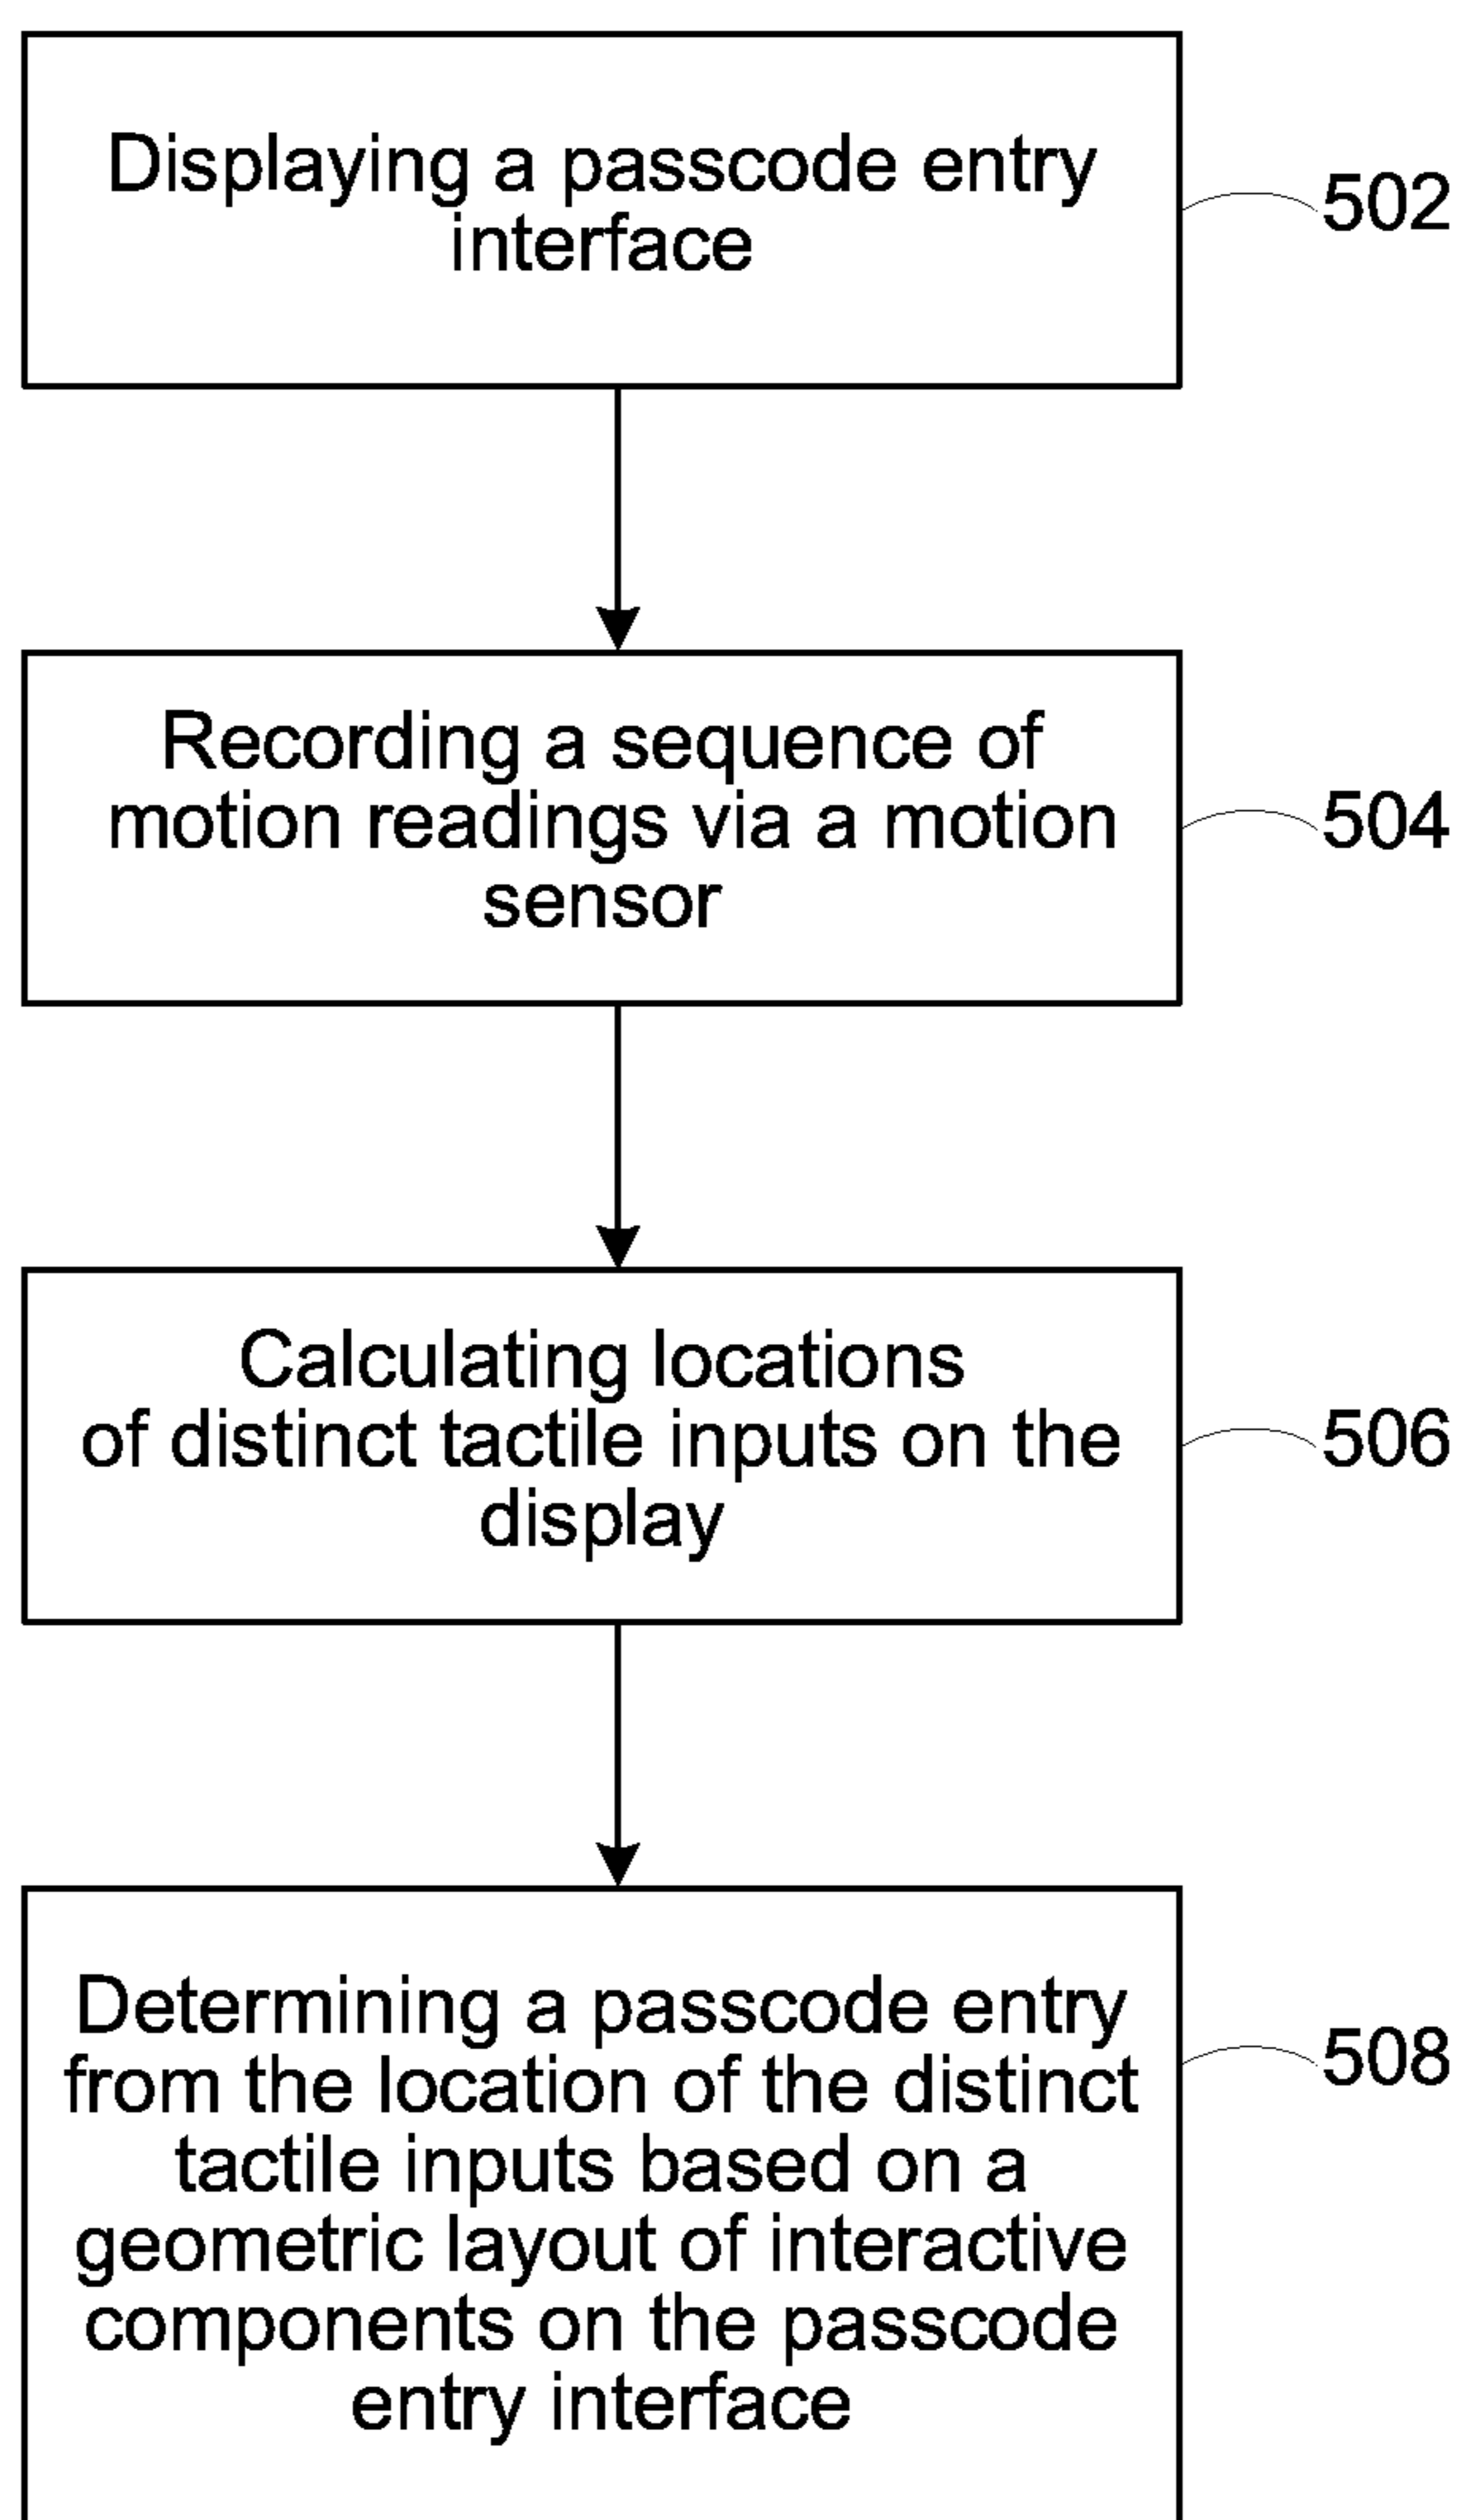 Displaying a passcode entry
interface
502
Recording a sequence of
motion readings via a motion
sensor
504
Calculating locations
of distinct tactile inputs on the
display
506
Determining a passcode entry
from the location of the distinct
tactile inputs based on a
geometric layout of interactive
components on the passcode
entry interface
508